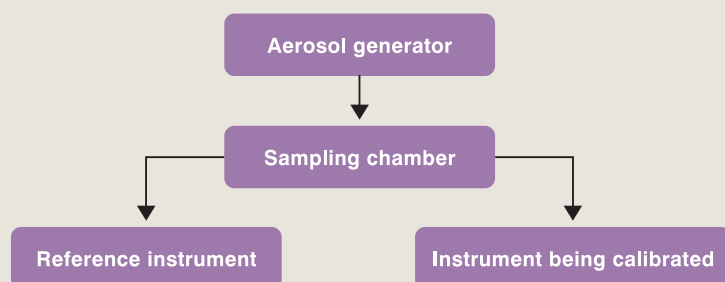 Aerosol generator
Sampling chamber
Reference instrument
Instrument being calibrated